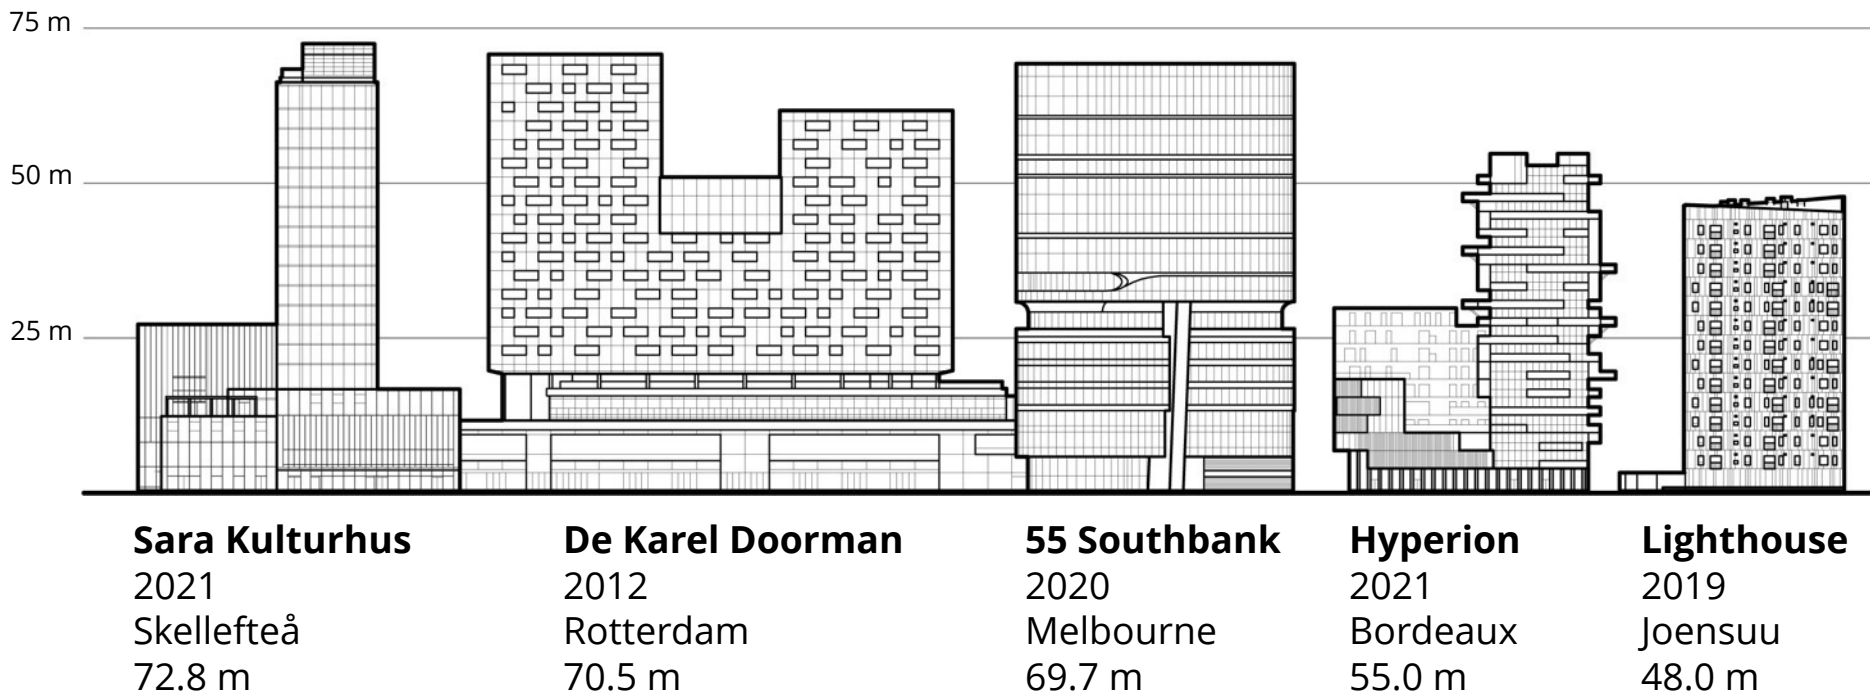 75 m
50 m
25 m
Sara Kulturhus
2021
Skellefteå
72.8 m
De Karel Doorman
2012
Rotterdam
70.5 m
55 Southbank
2020
Melbourne
69.7 m
Hyperion
2021
Bordeaux
55.0 m
Lighthouse
2019
Joensuu
48.0 m